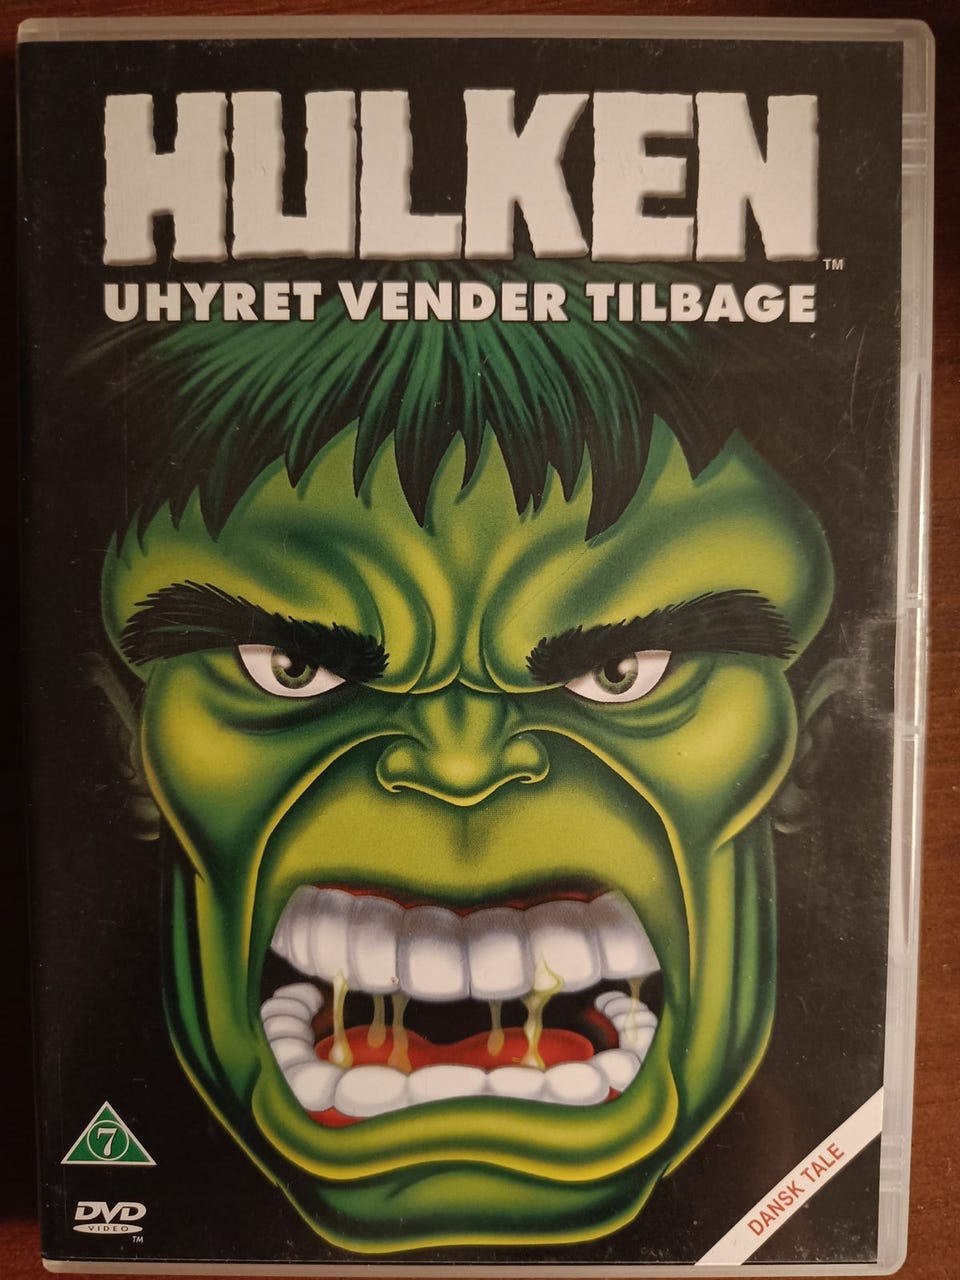 HULKEN
TM
UHYRET VENDER TILBAGE
7
DVD
VIDEO
TM
DANSK TALE